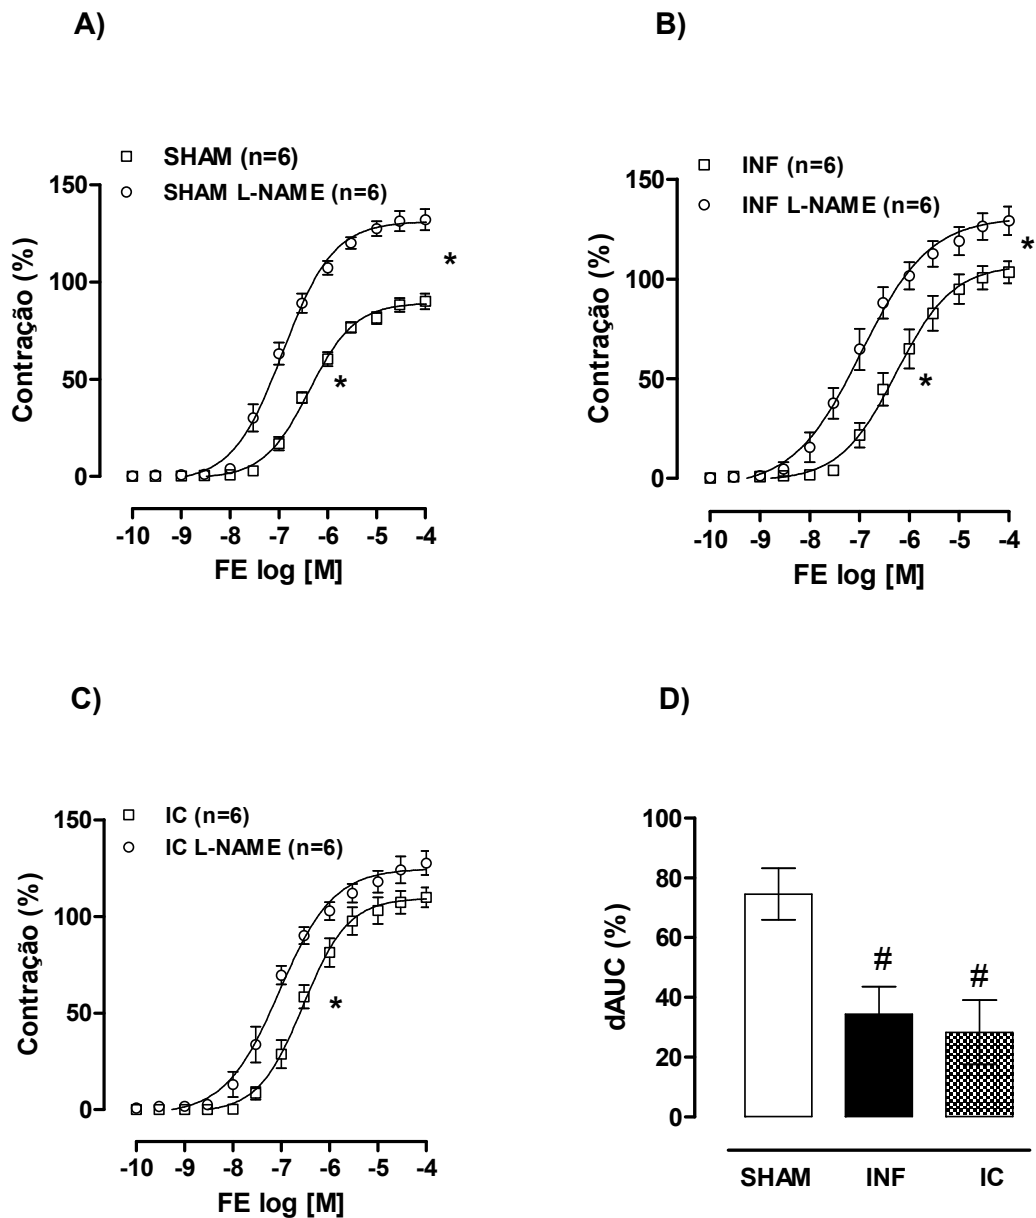 A)
SHAM (n=6)
SHAM L-NAME (n=6)
150
100
50
0
Contração (%)
*
*
-10 -9 -8 -7 -6 -5 -4
FE log [M]
B)
INF (n=6)
INF L-NAME (n=6)
150
100
50
0
Contração (%)
*
*
-10 -9 -8 -7 -6 -5 -4
FE log [M]
C)
IC (n=6)
IC L-NAME (n=6)
150
100
50
0
Contração (%)
*
-10 -9 -8 -7 -6 -5 -4
FE log [M]
D)
100
80
60
40
20
0
dAUC (%)
# #
SHAM INF IC